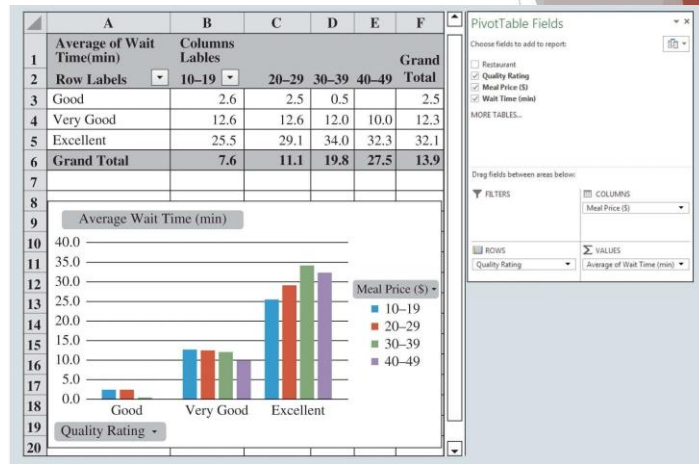 A B C D E F
Average of Wait Columns
1 Time(min) Lables Grand
2 Row Labels 10–19 20–29 30–39 40–49 Total
3 Good 2.6 2.5 0.5 2.5
4 Very Good 12.6 12.6 12.0 10.0 12.3
5 Excellent 25.5 29.1 34.0 32.3 32.1
6 Grand Total 7.6 11.1 19.8 27.5 13.9
7
8
9
10
11
12
13
14
15
16
17
18
19
20
Average Wait Time (min)
40.0
35.0
30.0
25.0
20.0
15.0
10.0
5.0
0.0
Good Very Good Excellent
Meal Price ($)
10–19
20–29
30–39
40–49
Quality Rating
PivotTable Fields
Choose fields to add to report:
Restaurant
Quality Rating
Meal Price ($)
Wait Time (min)
MORE TABLES...
Drag fields between areas below:
FILTERS
COLUMNS
Meal Price ($)
ROWS
Quality Rating
VALUES
Average of Wait Time (min)